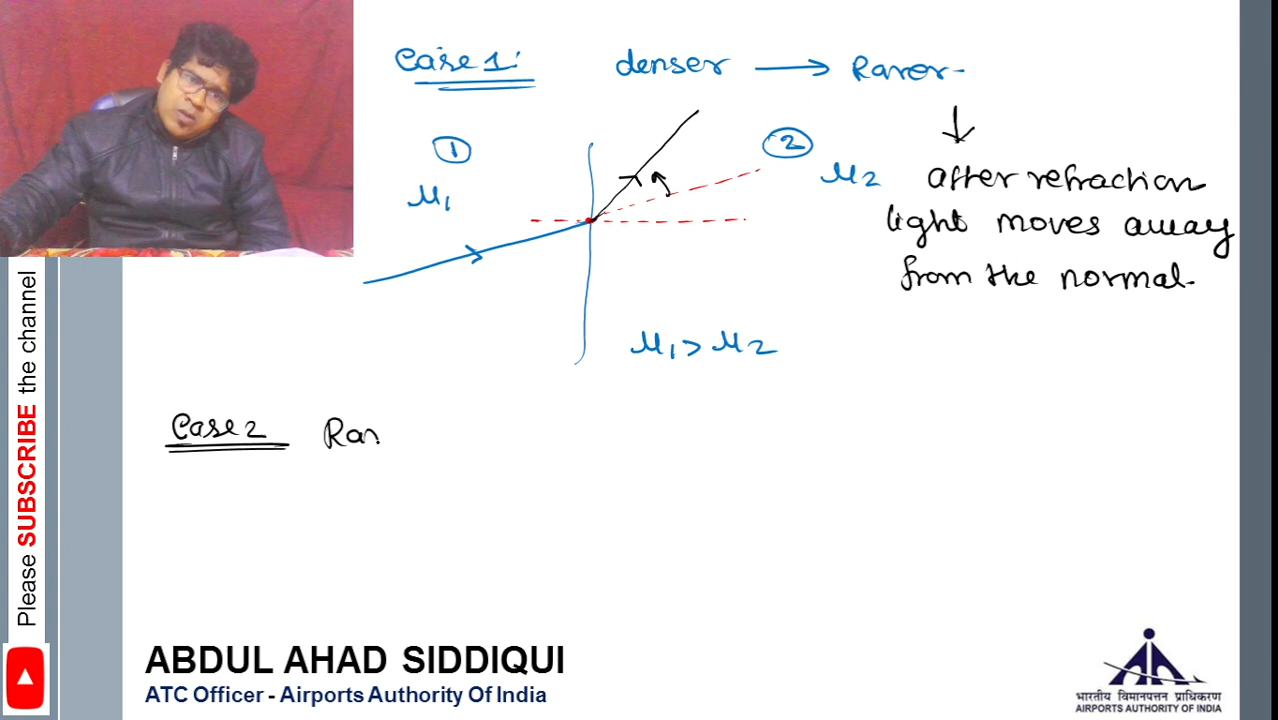 Case 1: denser → Rarer
① ②
μ1 μ2
after refraction
light moves away
from the normal.
μ1 > μ2
Case 2 Rar
Please SUBSCRIBE the channel
ABDUL AHAD SIDDIQUI
ATC Officer - Airports Authority Of India
भारतीय विमानपत्तन प्राधिकरण
AIRPORTS AUTHORITY OF INDIA